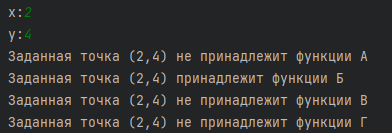 x:2
y:4
Заданная точка (2,4) не принадлежит функции А
Заданная точка (2,4) принадлежит функции Б
Заданная точка (2,4) не принадлежит функции В
Заданная точка (2,4) не принадлежит функции Г